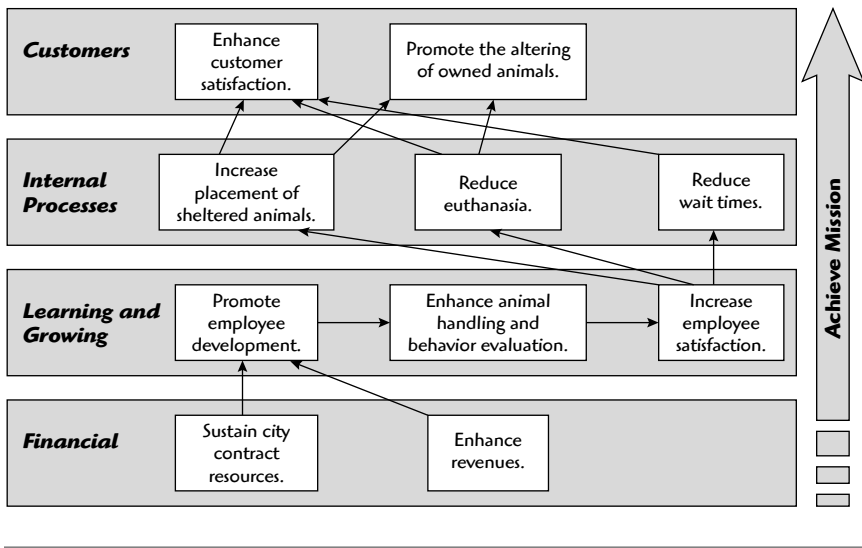 Customers
Enhance
customer
satisfaction.
Promote the altering
of owned animals.
Internal
Processes
Increase
placement of
sheltered animals.
Reduce
euthanasia.
Reduce
wait times.
Learning and
Growing
Promote
employee
development.
Enhance animal
handling and
behavior evaluation.
Increase
employee
satisfaction.
Financial
Sustain city
contract
resources.
Enhance
revenues.
Achieve Mission